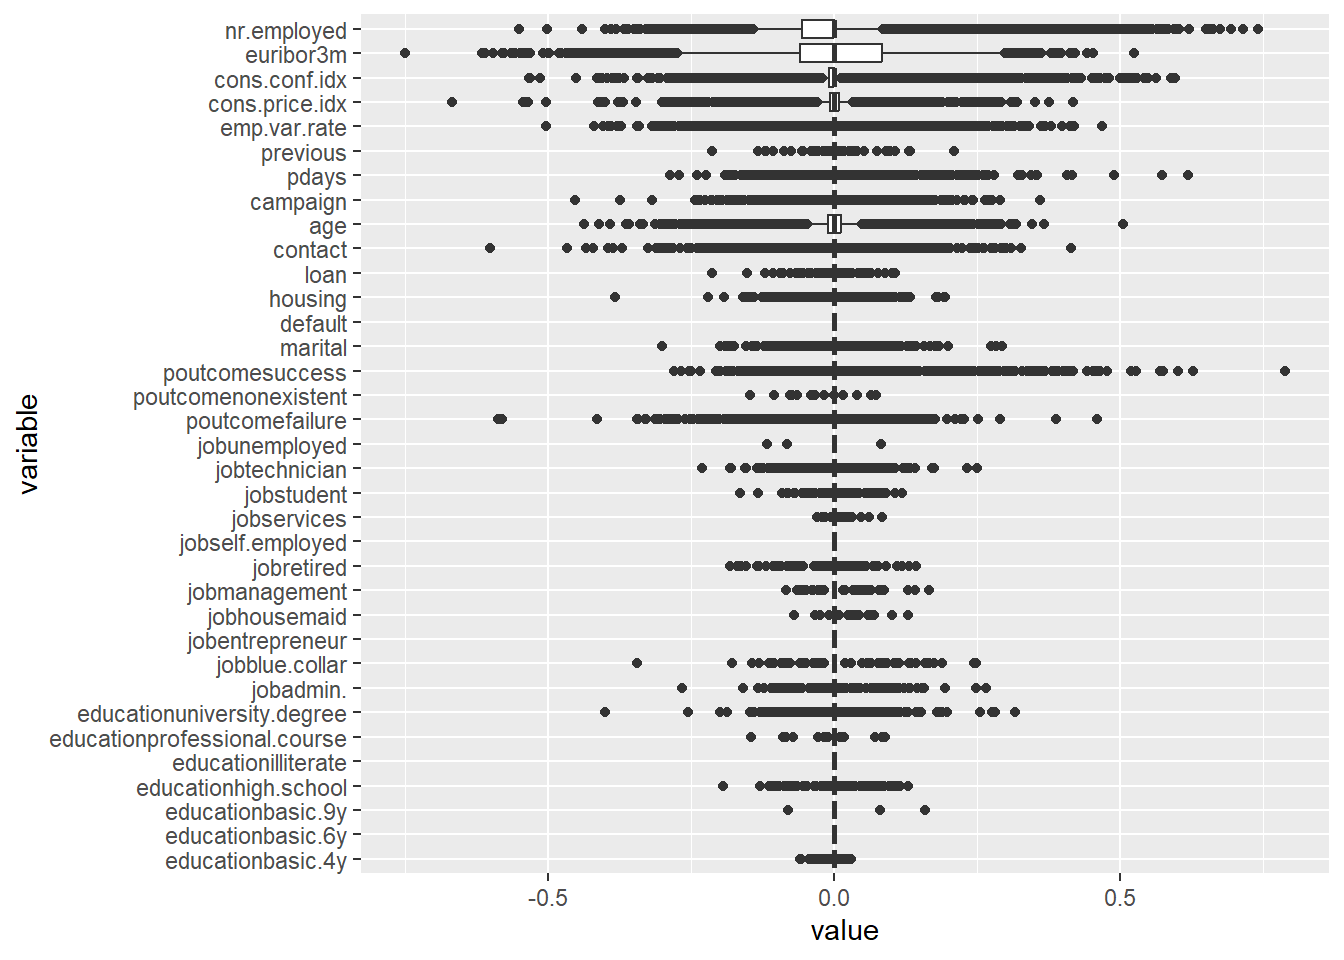 nr.employed
euribor3m
cons.conf.idx
cons.price.idx
emp.var.rate
previous
pdays
campaign
age
contact
loan
housing
default
marital
poutcomesuccess
poutcomenonexistent
poutcomefailure
jobunemployed
jobtechnician
jobstudent
jobservices
jobself.employed
jobretired
jobmanagement
jobhousemaid
jobentrepreneur
jobblue.collar
jobadmin.
educationuniversity.degree
educationprofessional.course
educationilliterate
educationhigh.school
educationbasic.9y
educationbasic.6y
educationbasic.4y
variable
-0.5 0.0 0.5
value